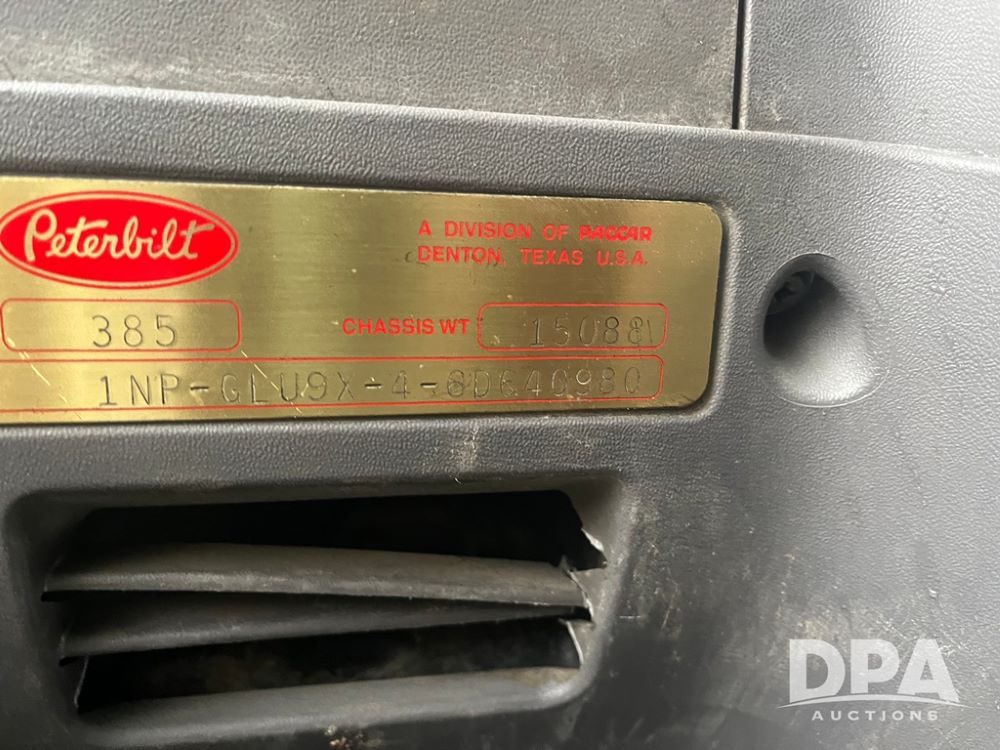 Peterbilt
A DIVISION OF PACCAR
DENTON, TEXAS U.S.A.
385
CHASSIS WT 15088
1NP-GLU9X-4-6D640980
DPA
AUCTIONS